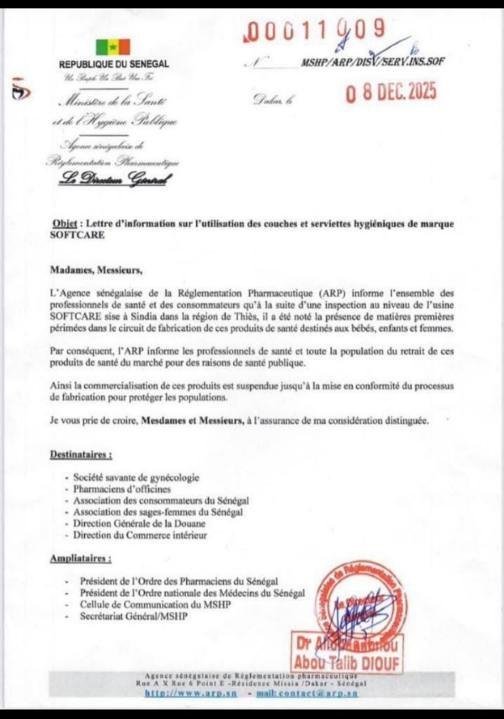 00011909
REPUBLIQUE DU SENEGAL
Un Peuple Un But Une Foi
N° MSHP/ARP/DISV/SERV.INS.SOF
Ministère de la Santé
et de l'Hygiène Publique
Dakar, le 08 DEC. 2025
Agence sénégalaise de
Réglementation Pharmaceutique
Le Directeur Général
Objet : Lettre d'information sur l'utilisation des couches et serviettes hygiéniques de marque
SOFTCARE
Madames, Messieurs,
L'Agence sénégalaise de la Réglementation Pharmaceutique (ARP) informe l'ensemble des
professionnels de santé et des consommateurs qu'à la suite d'une inspection au niveau de l'usine
SOFTCARE sise à Sindia dans la région de Thiès, il a été noté la présence de matières premières
périmées dans le circuit de fabrication de ces produits de santé destinés aux bébés, enfants et femmes.
Par conséquent, l'ARP informe les professionnels de santé et toute la population du retrait de ces
produits de santé du marché pour des raisons de santé publique.
Ainsi la commercialisation de ces produits est suspendue jusqu'à la mise en conformité du processus
de fabrication pour protéger les populations.
Je vous prie de croire, Mesdames et Messieurs, à l'assurance de ma considération distinguée.
Destinataires :
- Société savante de gynécologie
- Pharmaciens d'officines
- Association des consommateurs du Sénégal
- Association des sages-femmes du Sénégal
- Direction Générale de la Douane
- Direction du Commerce intérieur
Ampliataires :
- Président de l'Ordre des Pharmaciens du Sénégal
- Président de l'Ordre nationale des Médecins du Sénégal
- Cellule de Communication du MSHP
- Secrétariat Général/MSHP
Dr
Abou Talib DIOUF
Agence sénégalaise de Réglementation pharmaceutique
Rue A X Rue 6 Point E -Résidence Missia /Dakar - Sénégal
http://www.arp.sn - mail:contact@arp.sn